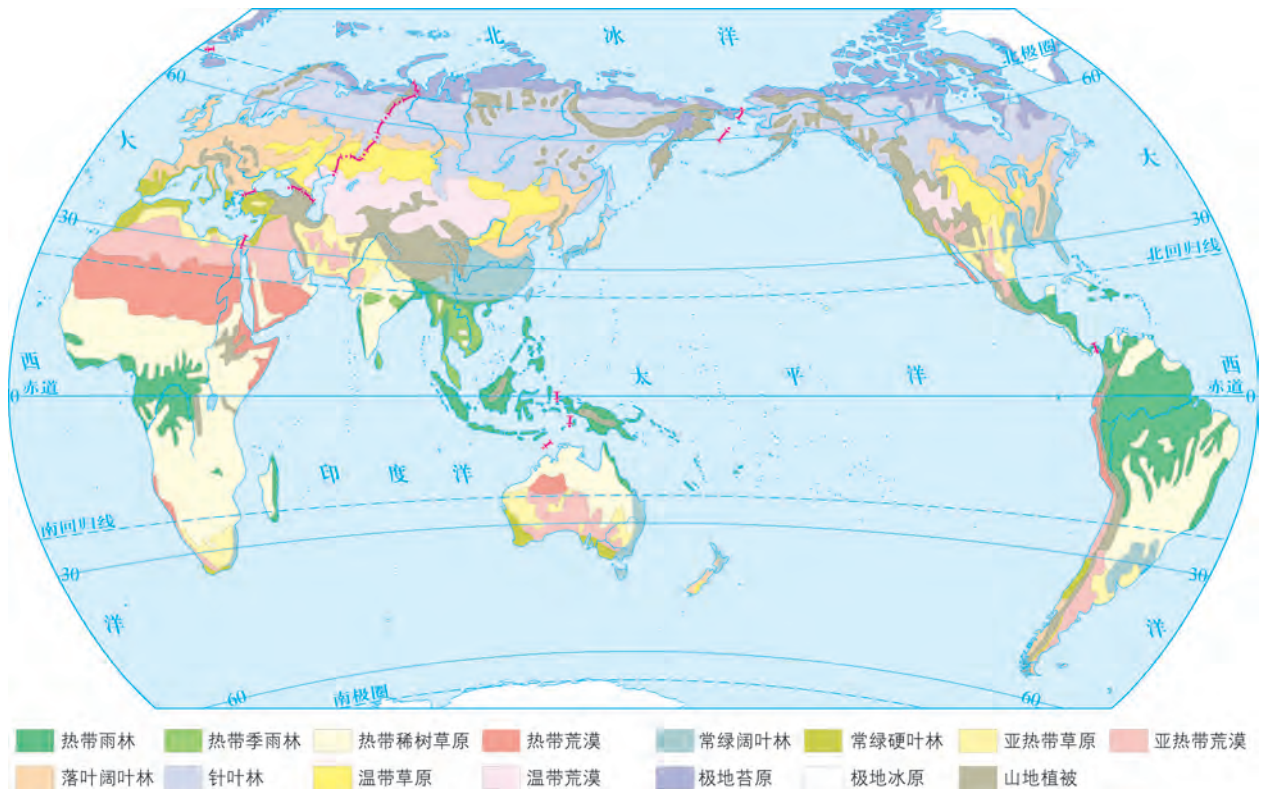 北 冰 洋
北极圈
60
60
大
大
30
30
北回归线
西
太 平 洋
西
赤道
赤道
0
0
印 度 洋
南回归线
30
30
洋
洋
60
南极圈
60
热带雨林 热带季雨林 热带稀树草原 热带荒漠 常绿阔叶林 常绿硬叶林 亚热带草原 亚热带荒漠
落叶阔叶林 针叶林 温带草原 温带荒漠 极地苔原 极地冰原 山地植被